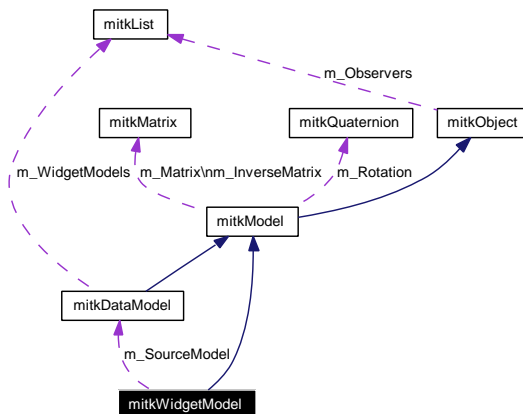 mitkList
m_Observers
mitkMatrix
mitkQuaternion
mitkObject
m_WidgetModels
m_Matrix\nm_InverseMatrix
m_Rotation
mitkModel
mitkDataModel
m_SourceModel
mitkWidgetModel